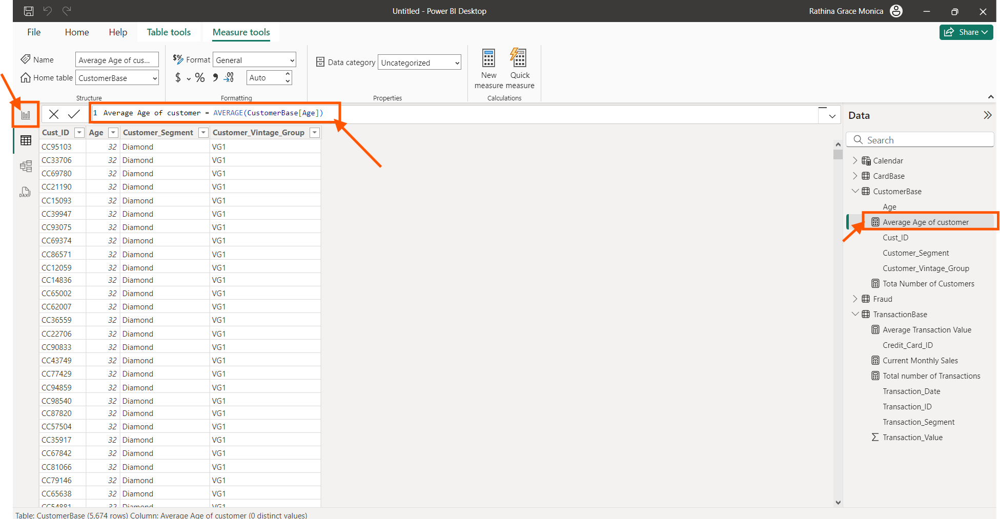 Untitled - Power BI Desktop
Rathina Grace Monica
File Home Help Table tools Measure tools
Share
Name Average Age of cus...
Home table CustomerBase
Structure
$% Format General
$ % , .00 →0 Auto
Formatting
Data category Uncategorized
Properties
New measure
Quick measure
Calculations
1 Average Age of customer = AVERAGE(CustomerBase[Age])
Cust_ID Age Customer_Segment Customer_Vintage_Group
CC95103 32 Diamond VG1
CC33706 32 Diamond VG1
CC69780 32 Diamond VG1
CC21190 32 Diamond VG1
CC15093 32 Diamond VG1
CC39947 32 Diamond VG1
CC93075 32 Diamond VG1
CC69374 32 Diamond VG1
CC86571 32 Diamond VG1
CC12059 32 Diamond VG1
CC14836 32 Diamond VG1
CC65002 32 Diamond VG1
CC62007 32 Diamond VG1
CC36559 32 Diamond VG1
CC22706 32 Diamond VG1
CC90833 32 Diamond VG1
CC43749 32 Diamond VG1
CC77429 32 Diamond VG1
CC94859 32 Diamond VG1
CC98540 32 Diamond VG1
CC87820 32 Diamond VG1
CC57504 32 Diamond VG1
CC35917 32 Diamond VG1
CC67842 32 Diamond VG1
CC81066 32 Diamond VG1
CC79146 32 Diamond VG1
CC65638 32 Diamond VG1
CC54881 32 Diamond VG1
DAX
Data
Search
Calendar
CardBase
CustomerBase
Age
Average Age of customer
Cust_ID
Customer_Segment
Customer_Vintage_Group
Tota Number of Customers
Fraud
TransactionBase
Average Transaction Value
Credit_Card_ID
Current Monthly Sales
Total number of Transactions
Transaction_Date
Transaction_ID
Transaction_Segment
Transaction_Value
Table: CustomerBase (5,674 rows) Column: Average Age of customer (0 distinct values)